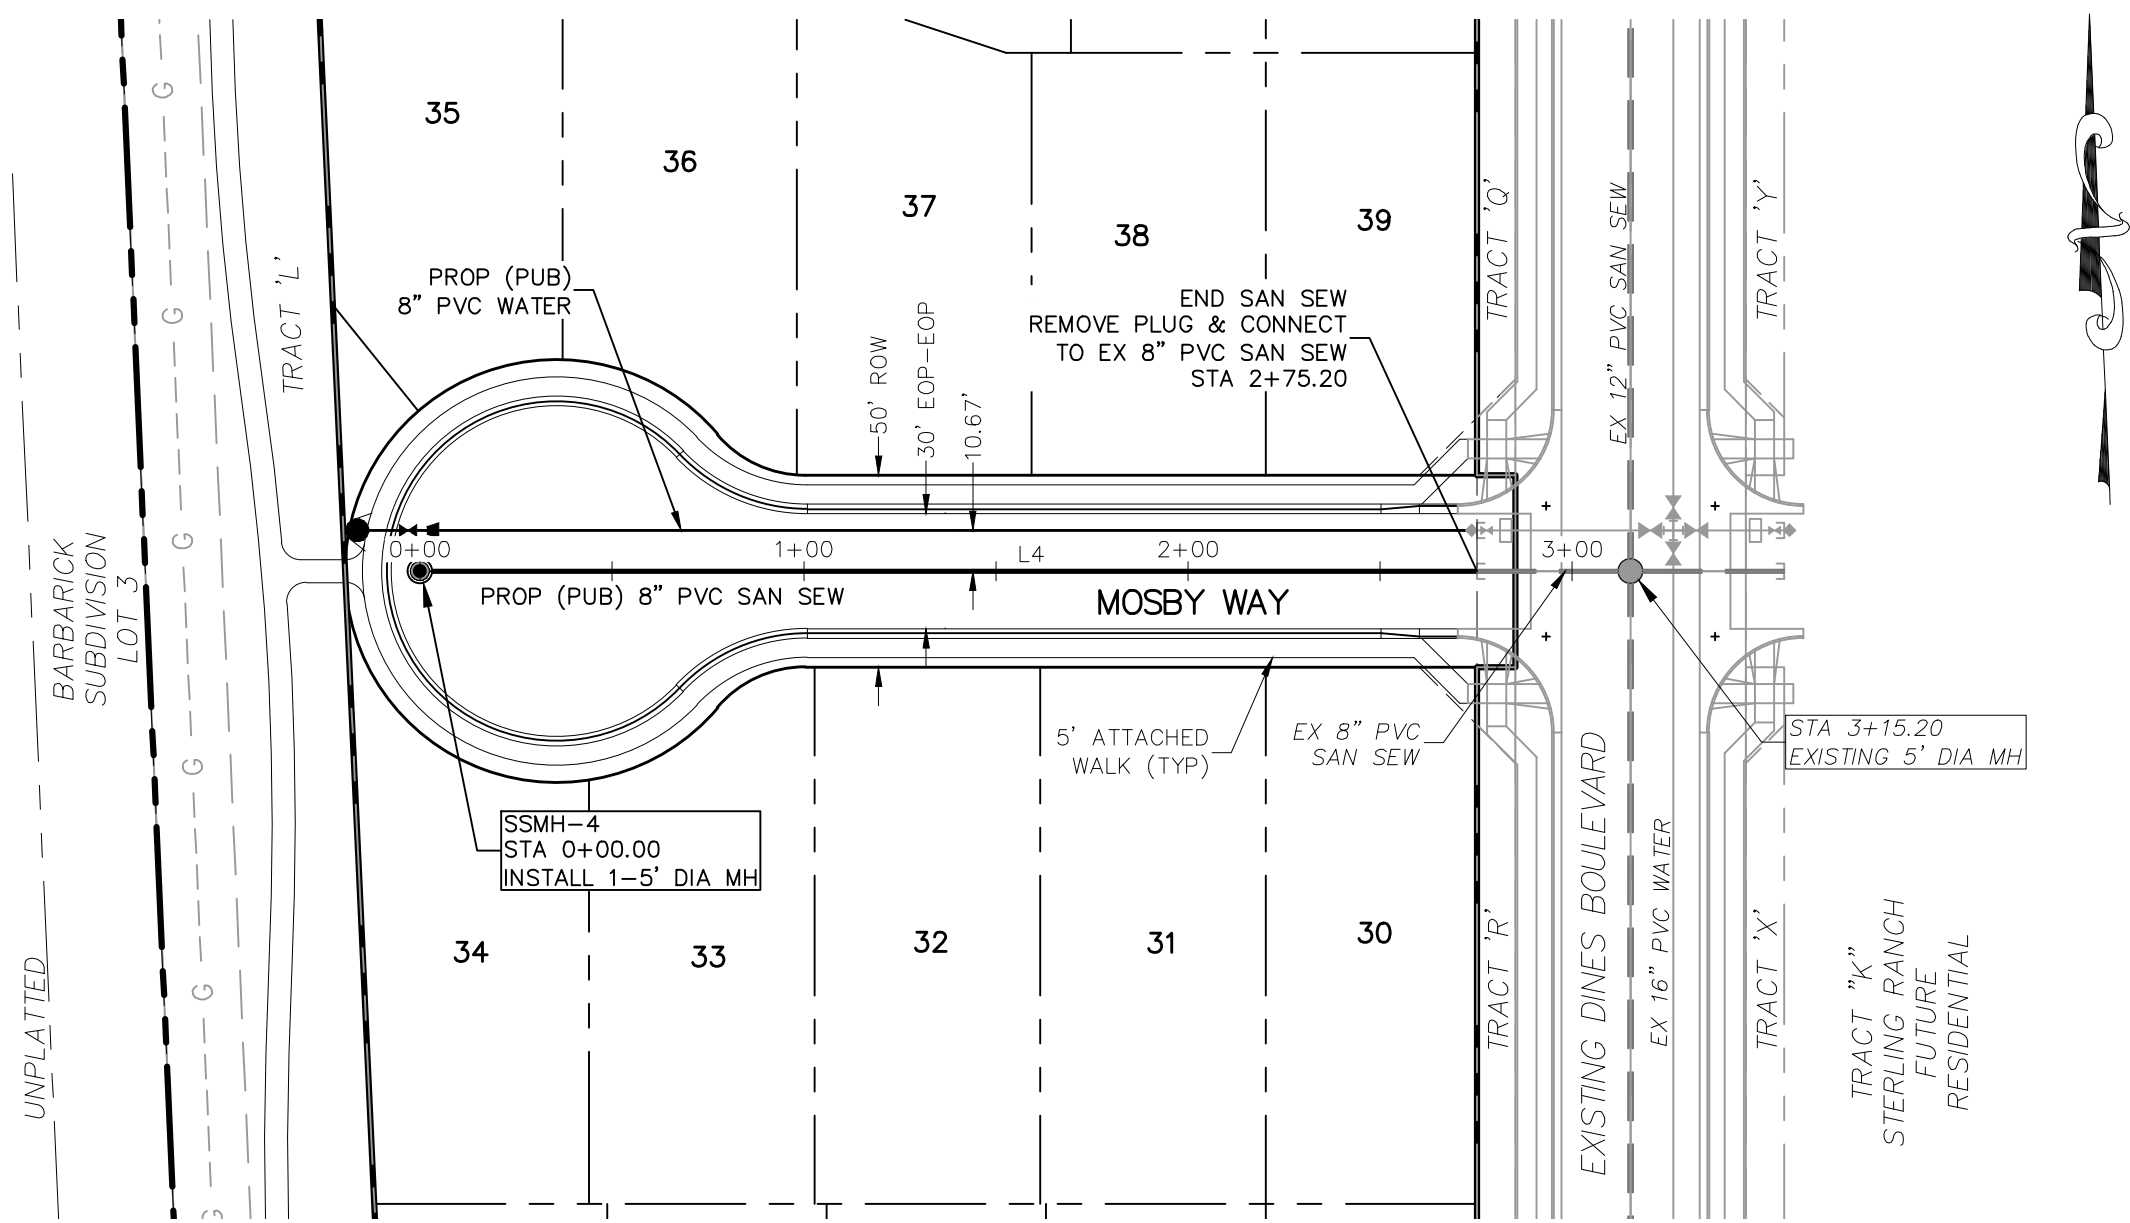 35
36
37
38
39
TRACT 'L'
TRACT 'Q'
EX 12" PVC SAN SEW
TRACT 'Y'
PROP (PUB)
8" PVC WATER
50' ROW
30' EOP-EOP
10.67'
END SAN SEW
REMOVE PLUG & CONNECT
TO EX 8" PVC SAN SEW
STA 2+75.20
G
G
G
G
G
G
0+00
1+00
L4
2+00
3+00
PROP (PUB) 8" PVC SAN SEW
MOSBY WAY
BARBARICK
SUBDIVISION
LOT 3
5' ATTACHED
WALK (TYP)
EX 8" PVC
SAN SEW
STA 3+15.20
EXISTING 5' DIA MH
SSMH-4
STA 0+00.00
INSTALL 1-5' DIA MH
34
33
32
31
30
UNPLATTED
TRACT 'R'
EXISTING DINES BOULEVARD
EX 16" PVC WATER
TRACT 'X'
TRACT "K"
STERLING RANCH
FUTURE
RESIDENTIAL